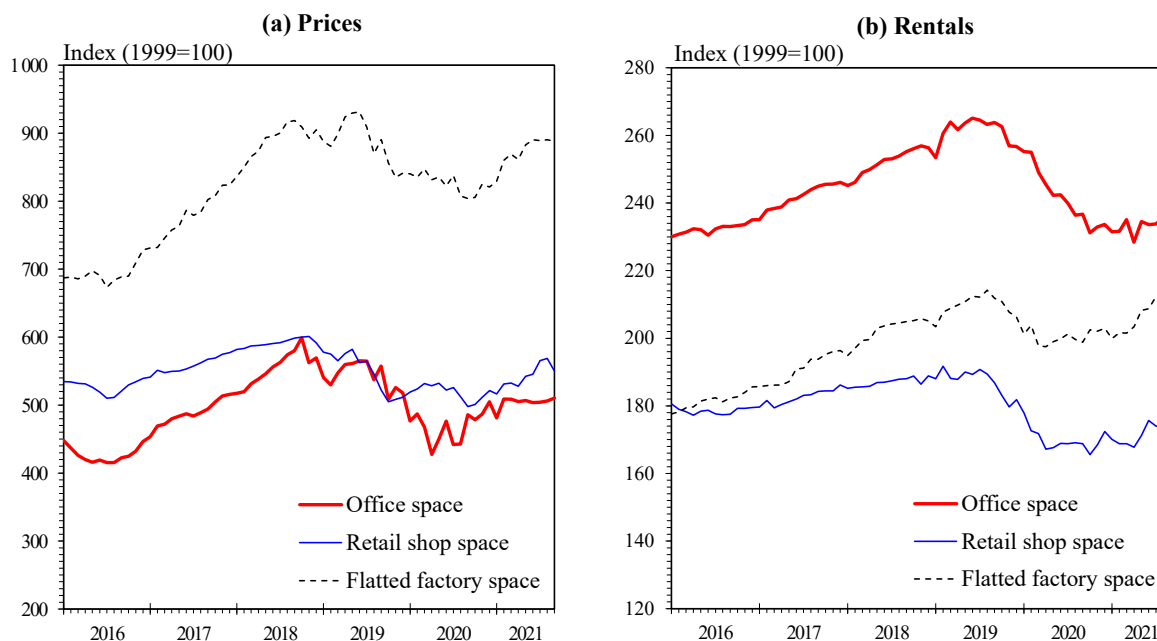 (a) Prices
Index (1999=100)
1 000
900
800
700
600
500
400
300
200
Office space
Retail shop space
Flatted factory space
2016 2017 2018 2019 2020 2021
(b) Rentals
Index (1999=100)
280
260
240
220
200
180
160
140
120
Office space
Retail shop space
Flatted factory space
2016 2017 2018 2019 2020 2021